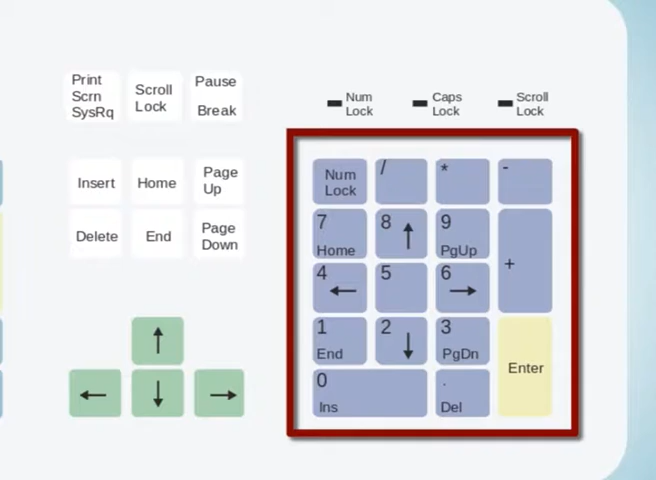 Print
Scrn
SysRq
Scroll
Lock
Pause
Break
Num
Lock
Caps
Lock
Scroll
Lock
Insert
Home
Page
Up
Delete
End
Page
Down
Num
Lock
/
*
-
7
Home
8
9
PgUp
+
4
5
6
1
End
2
3
PgDn
Enter
0
Ins
.
Del